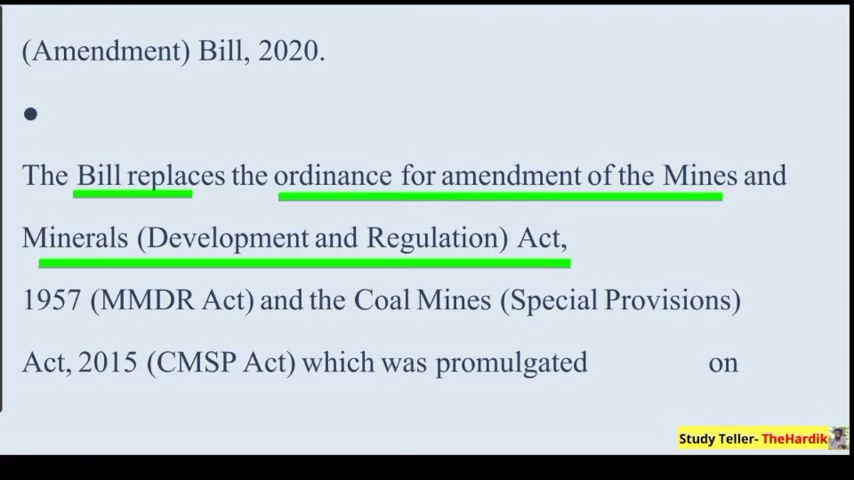 (Amendment) Bill, 2020.
●
The Bill replaces the ordinance for amendment of the Mines and
Minerals (Development and Regulation) Act,
1957 (MMDR Act) and the Coal Mines (Special Provisions)
Act, 2015 (CMSP Act) which was promulgated on
Study Teller- TheHardik